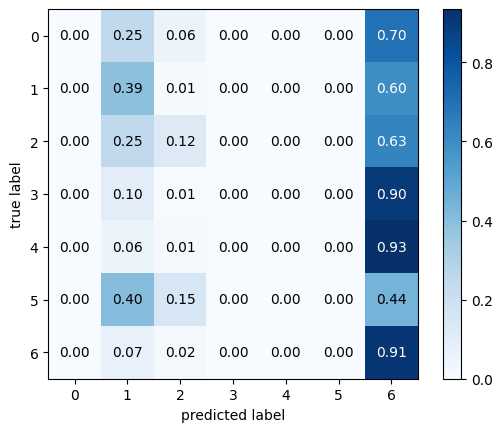 0 0.00 0.25 0.06 0.00 0.00 0.00 0.70
1 0.00 0.39 0.01 0.00 0.00 0.00 0.60
2 0.00 0.25 0.12 0.00 0.00 0.00 0.63
3 0.00 0.10 0.01 0.00 0.00 0.00 0.90
4 0.00 0.06 0.01 0.00 0.00 0.00 0.93
5 0.00 0.40 0.15 0.00 0.00 0.00 0.44
6 0.00 0.07 0.02 0.00 0.00 0.00 0.91
0 1 2 3 4 5 6
predicted label
true label
0.8
0.6
0.4
0.2
0.0